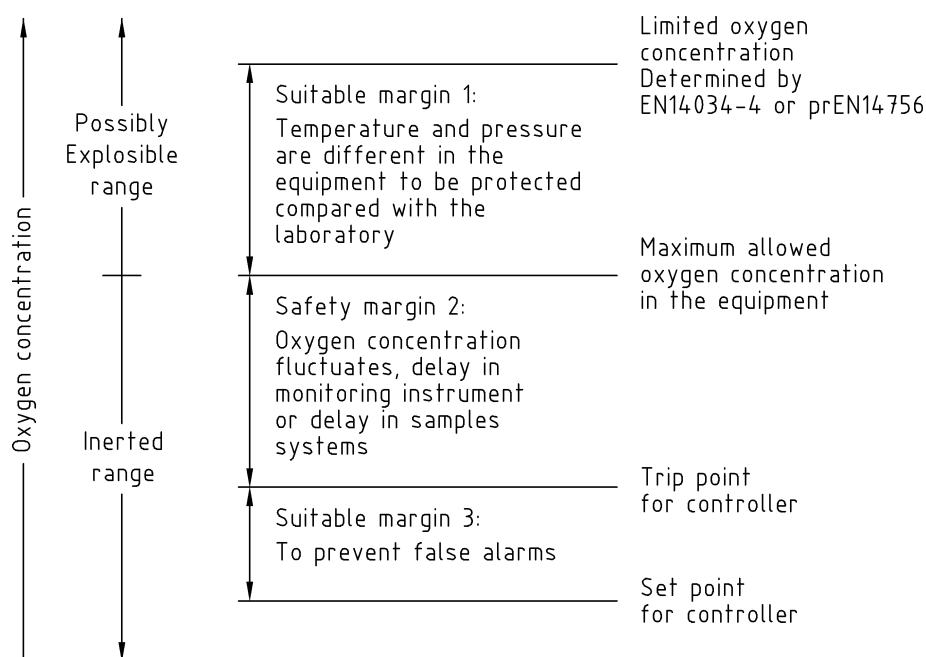 Oxygen concentration
Possibly
Explosible
range
Inerted
range
Suitable margin 1:
Temperature and pressure
are different in the
equipment to be protected
compared with the
laboratory
Safety margin 2:
Oxygen concentration
fluctuates, delay in
monitoring instrument
or delay in samples
systems
Suitable margin 3:
To prevent false alarms
Limited oxygen
concentration
Determined by
EN14034-4 or prEN14756
Maximum allowed
oxygen concentration
in the equipment
Trip point
for controller
Set point
for controller